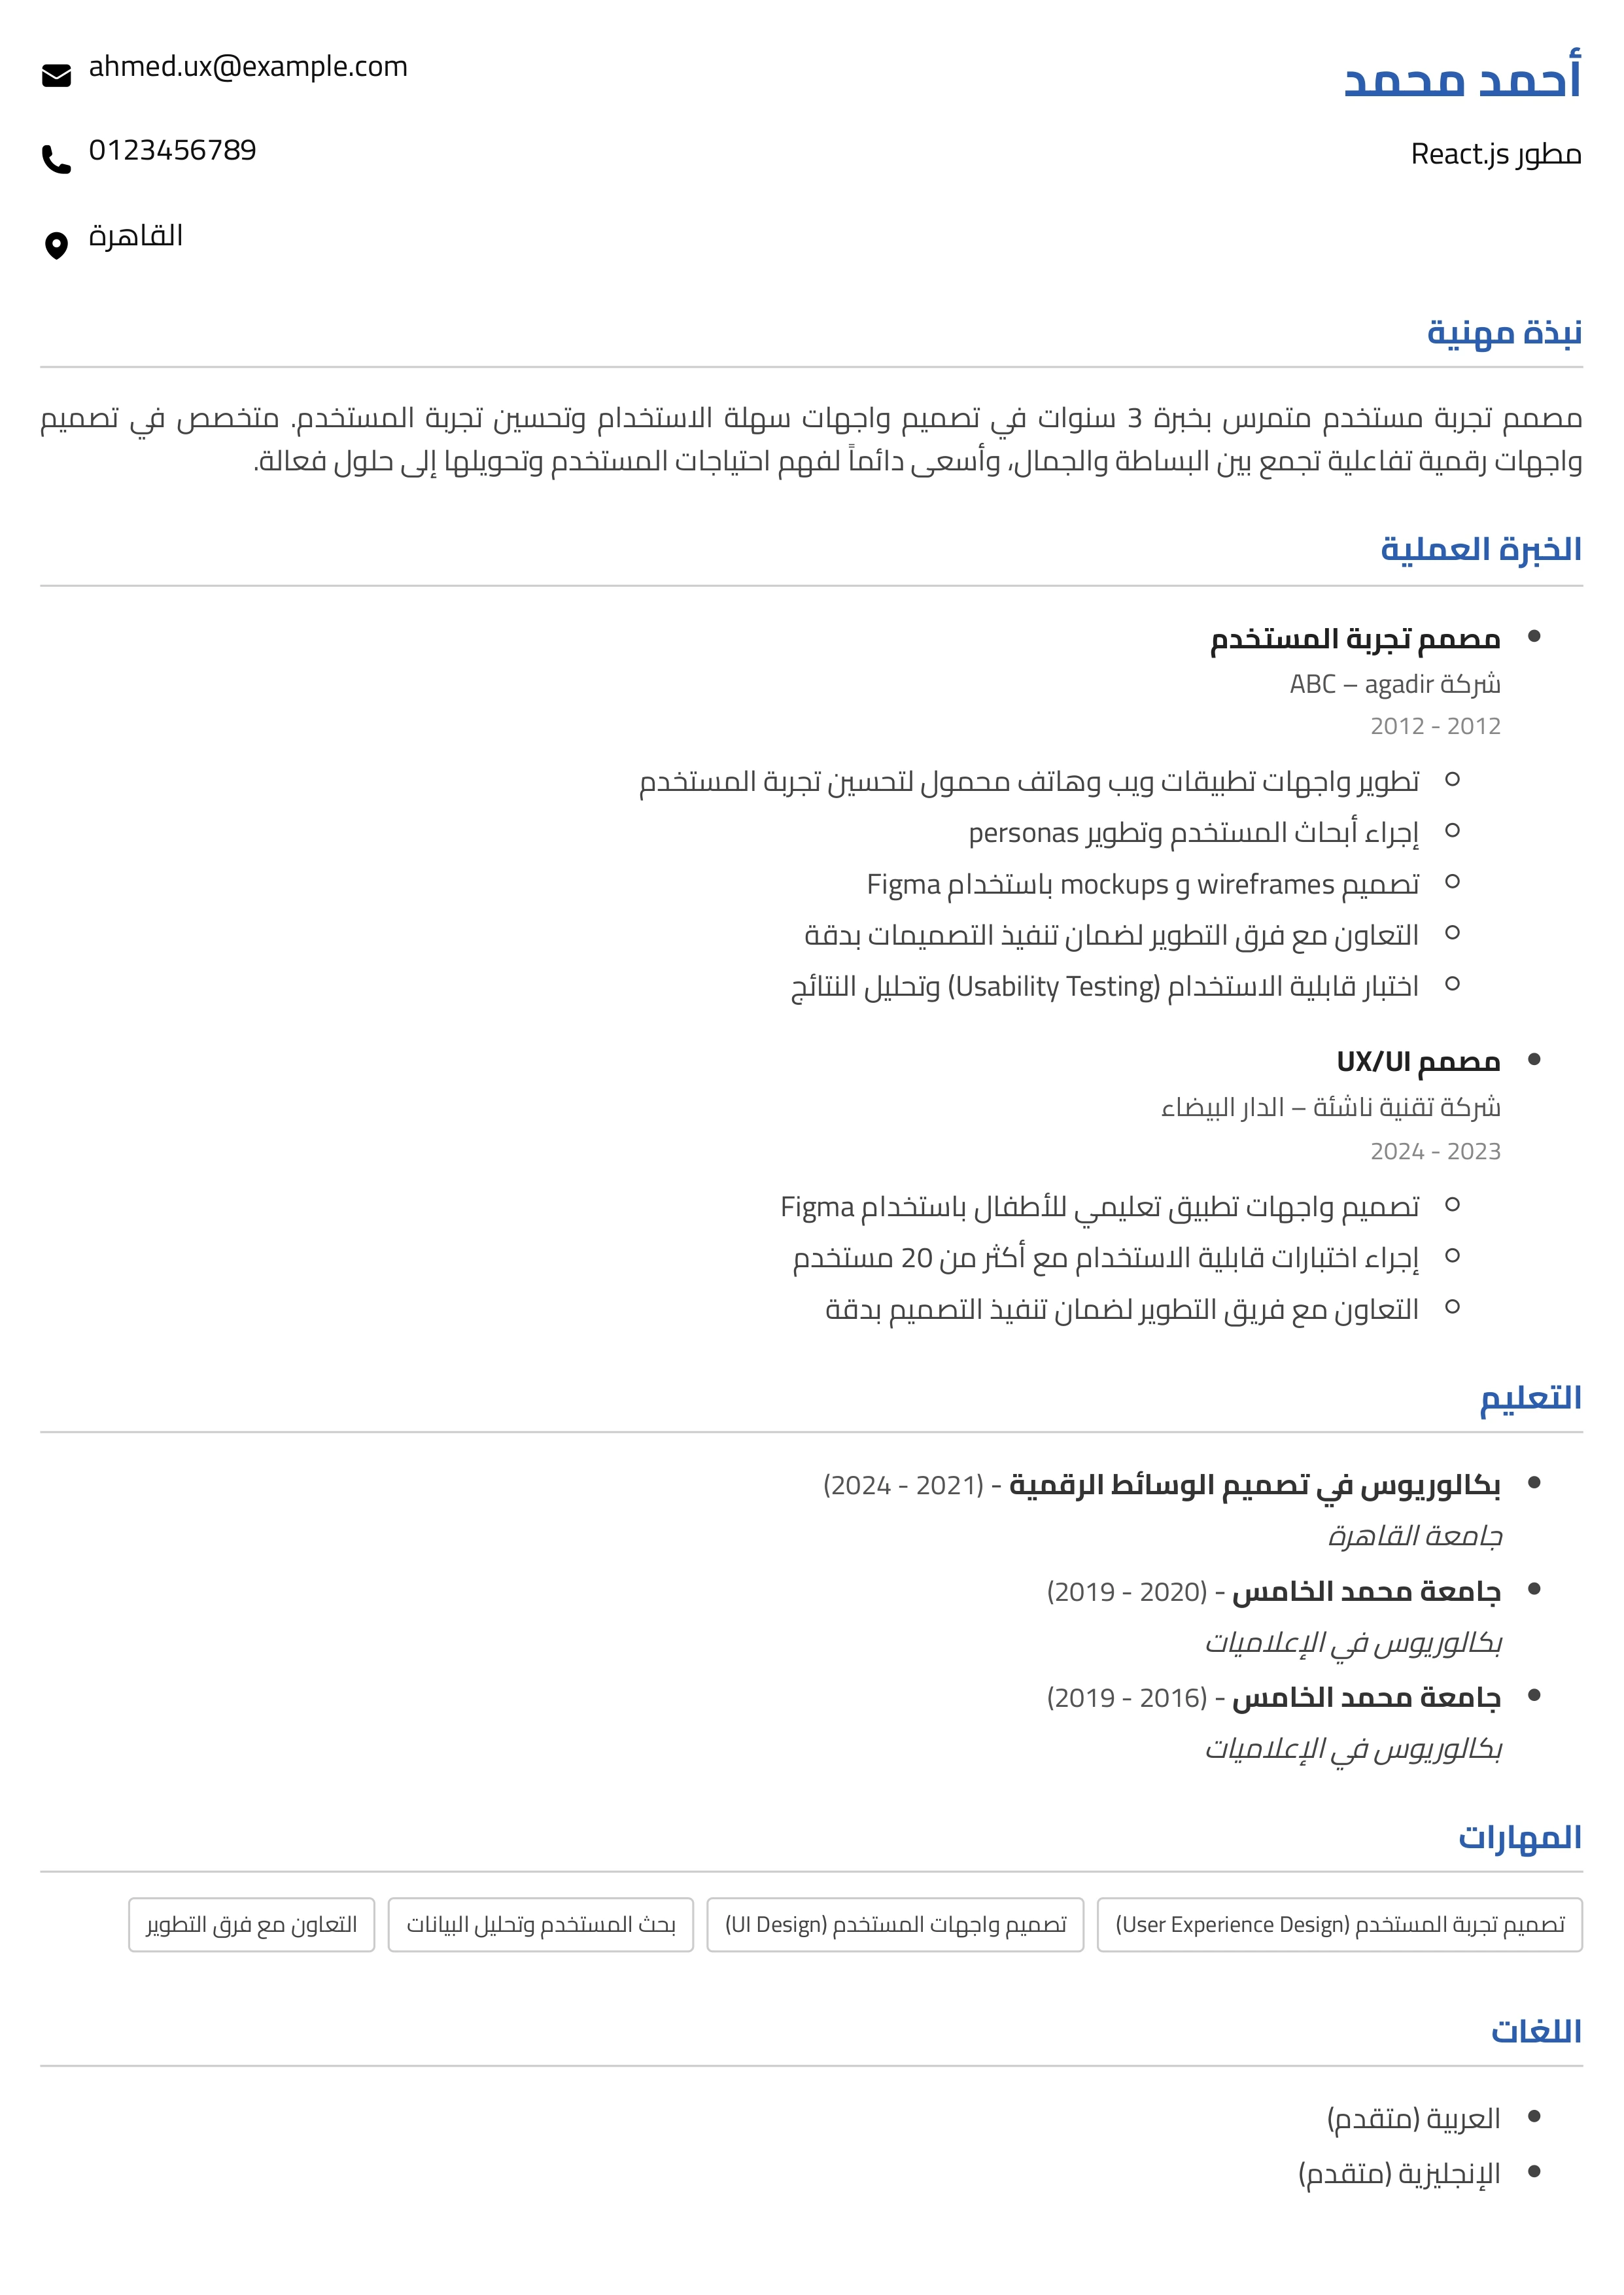 أحمد محمد
مطور React.js
ahmed.ux@example.com
0123456789
القاهرة
نبذة مهنية
مصمم تجربة مستخدم متمرس بخبرة 3 سنوات في تصميم واجهات سهلة الاستخدام وتحسين تجربة المستخدم. متخصص في تصميم
واجهات رقمية تفاعلية تجمع بين البساطة والجمال، وأسعى دائماً لفهم احتياجات المستخدم وتحويلها إلى حلول فعالة.
الخبرة العملية
مصمم تجربة المستخدم
شركة ABC – agadir
2012 - 2012
تطوير واجهات تطبيقات ويب وهاتف محمول لتحسين تجربة المستخدم
إجراء أبحاث المستخدم وتطوير personas
تصميم wireframes و mockups باستخدام Figma
التعاون مع فرق التطوير لضمان تنفيذ التصميمات بدقة
اختبار قابلية الاستخدام (Usability Testing) وتحليل النتائج
مصمم UX/UI
شركة تقنية ناشئة – الدار البيضاء
2024 - 2023
تصميم واجهات تطبيق تعليمي للأطفال باستخدام Figma
إجراء اختبارات قابلية الاستخدام مع أكثر من 20 مستخدم
التعاون مع فريق التطوير لضمان تنفيذ التصميم بدقة
التعليم
بكالوريوس في تصميم الوسائط الرقمية - (2024 - 2021)
جامعة القاهرة
جامعة محمد الخامس - (2019 - 2020)
بكالوريوس في الإعلاميات
جامعة محمد الخامس - (2019 - 2016)
بكالوريوس في الإعلاميات
المهارات
تصميم تجربة المستخدم (User Experience Design)
تصميم واجهات المستخدم (UI Design)
بحث المستخدم وتحليل البيانات
التعاون مع فرق التطوير
اللغات
العربية (متقدم)
الإنجليزية (متقدم)